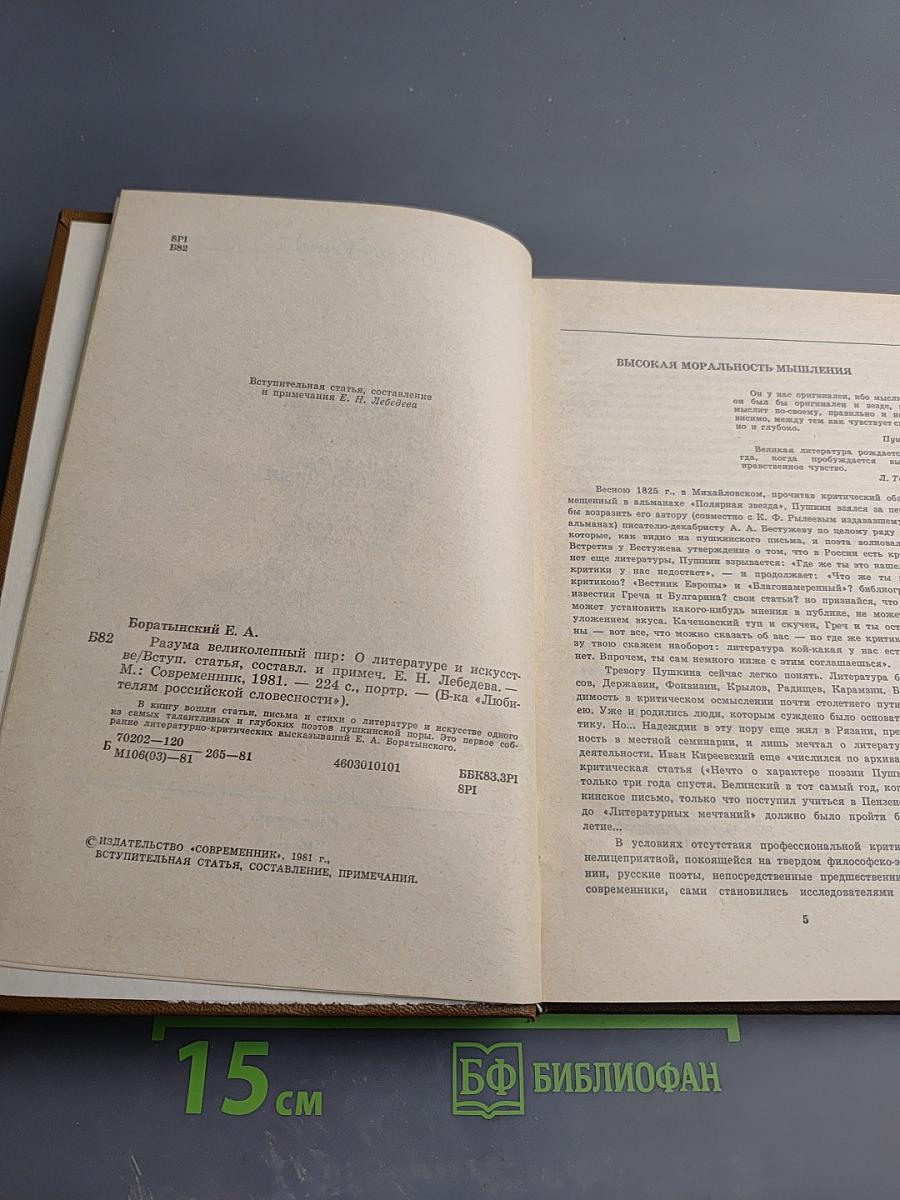 8Р1
Б82
Вступительная статья, составление
и примечания Е. Н. Лебедева
Боратынский Е. А.
Б82
Разума великолепный пир: О литературе и искусст-
ве/Вступ. статья, составл. и примеч. Е. Н. Лебедева. —
М.: Современник, 1981. — 224 с., портр. — (Б-ка «Люби-
телям российской словесности»).
В книгу вошли статьи, письма и стихи о литературе и искусстве одного
из самых талантливых и глубоких поэтов пушкинской поры. Это первое соб-
рание литературно-критических высказываний Е. А. Боратынского.
Б 70202—120
М106(03)—81 265—81
4603010101
ББК83.3Р1
8Р1
© ИЗДАТЕЛЬСТВО «СОВРЕМЕННИК», 1981 г.,
ВСТУПИТЕЛЬНАЯ СТАТЬЯ, СОСТАВЛЕНИЕ, ПРИМЕЧАНИЯ.
ВЫСОКАЯ МОРАЛЬНОСТЬ МЫШЛЕНИЯ
Он у нас оригинален, ибо мысли
он был бы оригинален и везде,
мыслит по-своему, правильно и не
висимо, между тем как чувствует с
но и глубоко.
Пуш
Великая литература рождается
гда, когда пробуждается вы
нравственное чувство.
Л. То
Весною 1825 г., в Михайловском, прочитав критический об
мещенный в альманахе «Полярная звезда», Пушкин взялся за пе
бы возразить его автору (совместно с К. Ф. Рылеевым издававшему
альманах) писателю-декабристу А. А. Бестужеву по целому ряду
которые, как видно из пушкинского письма, и поэта волновал
Встретив у Бестужева утверждение о том, что в России есть кр
нет еще литературы, Пушкин взрывается: «Где же ты это наше
критики у нас недостает», — и продолжает: «Что же ты
критикою? «Вестник Европы» и «Благонамеренный»? библиог
известия Греча и Булгарина? свои статьи? но признайся, что
может установить какого-нибудь мнения в публике, не може
уложением вкуса. Каченовский туп и скучен, Греч и ты ост
ны — вот все, что можно сказать об вас — но где же критик
зу твою скажем наоборот: литература кой-какая у нас ест
нет. Впрочем, ты сам немного ниже с этим соглашаешься».
Тревогу Пушкина сейчас легко понять. Литература б
сов, Державин, Фонвизин, Крылов, Радищев, Карамзин. Б
димость в критическом осмыслении почти столетнего пути
ею. Уже и родились люди, которым суждено было основат
тику. Но... Надеждин в эту пору еще жил в Рязани, пре
ность в местной семинарии, и лишь мечтал о литерату
деятельности. Иван Киреевский еще «числился по архива
критическая статья («Нечто о характере поэзии Пушк
только три года спустя. Белинский в тот самый год, ког
кинское письмо, только что поступил учиться в Пензен
до «Литературных мечтаний» должно было пройти б
летие...
В условиях отсутствия профессиональной крити
нелицеприятной, покоящейся на твердом философско-э
нии, русские поэты, непосредственные предшественни
современники, сами становились исследователями
5
15 см
БФ БИБЛИОФАН